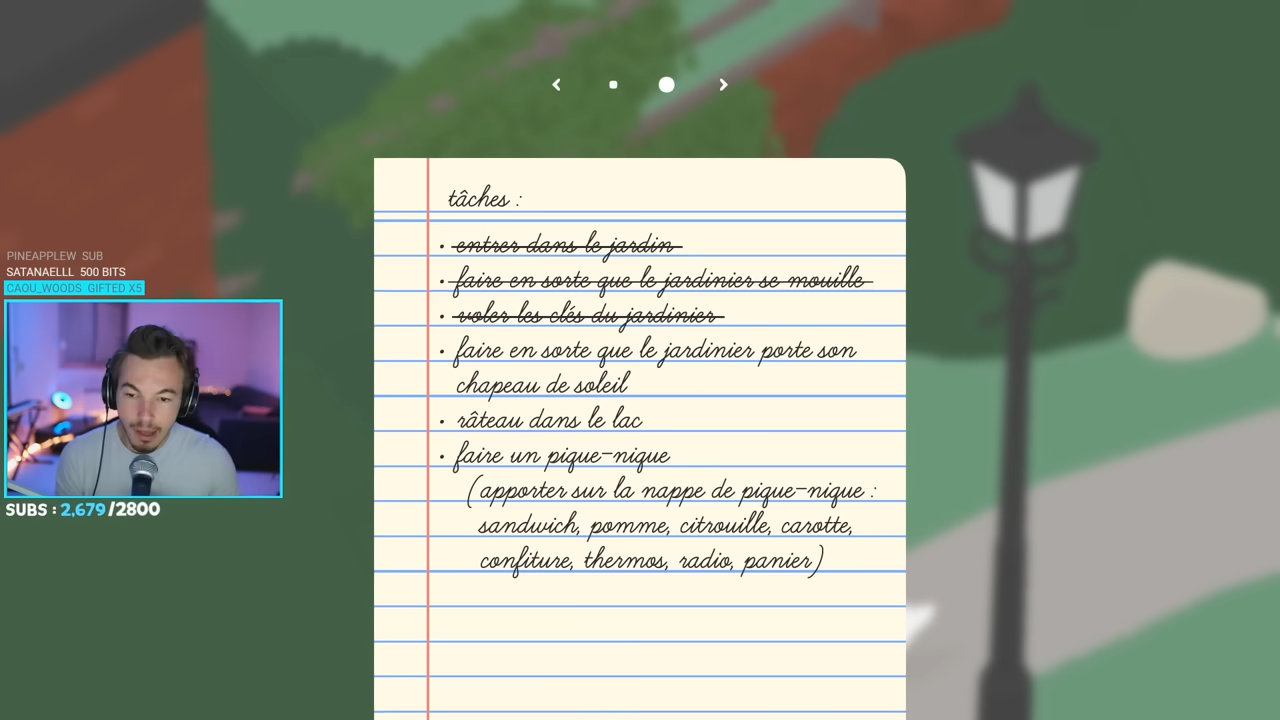 tâches :
• entrer dans le jardin
• faire en sorte que le jardinier se mouille
• voler les clés du jardinier
• faire en sorte que le jardinier porte son
chapeau de soleil
• râteau dans le lac
• faire un pique-nique
(apporter sur la nappe de pique-nique :
sandwich, pomme, citrouille, carotte,
confiture, thermos, radio, panier)
PINEAPPLEW SUB
SATANAELLL 500 BITS
CAOU_WOODS GIFTED X5
SUBS : 2,679/2800